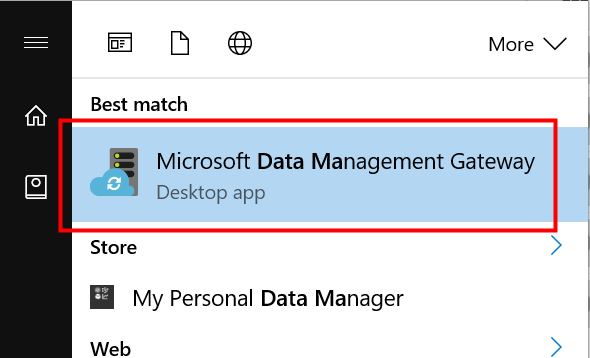 More
Best match
Microsoft Data Management Gateway
Desktop app
Store
My Personal Data Manager
Web